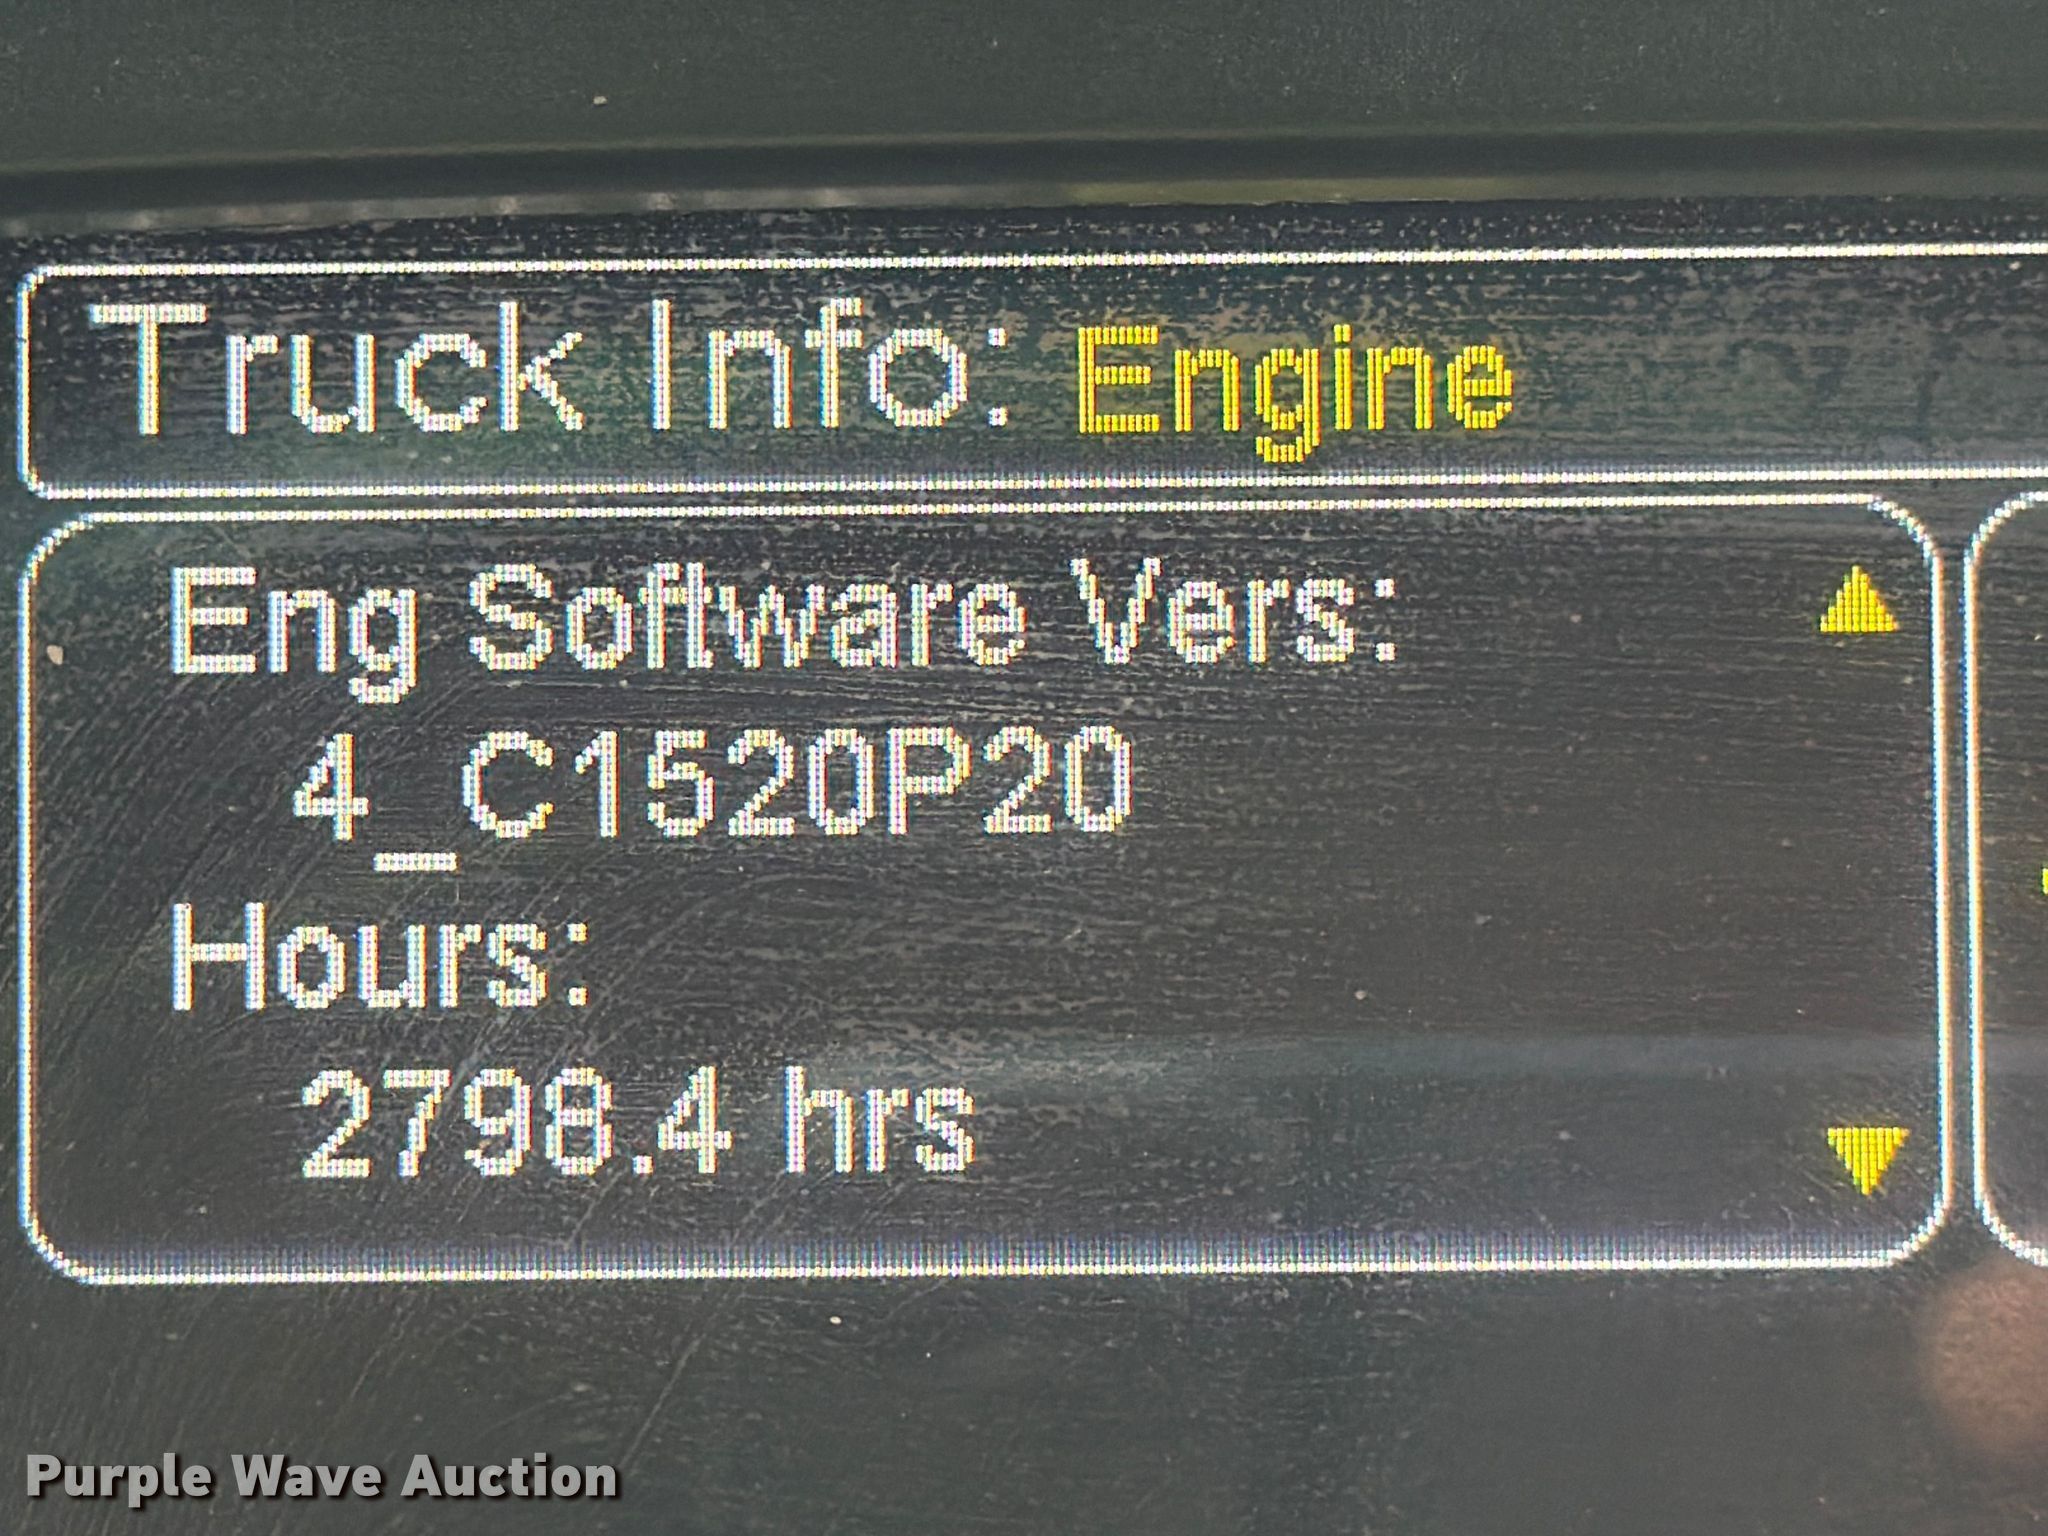 Truck Info: Engine
Eng Software Vers:
4_C1520P20
Hours:
2798.4 hrs
Purple Wave Auction